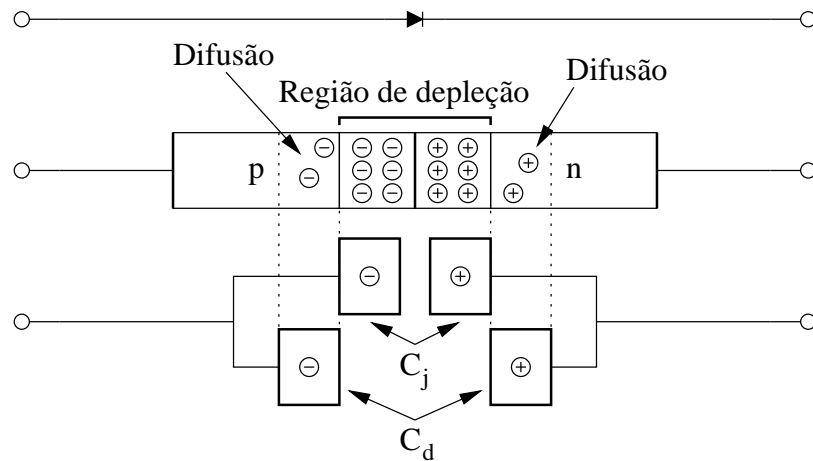 Difusão
Difusão
Região de depleção
p
n
C_j
C_d